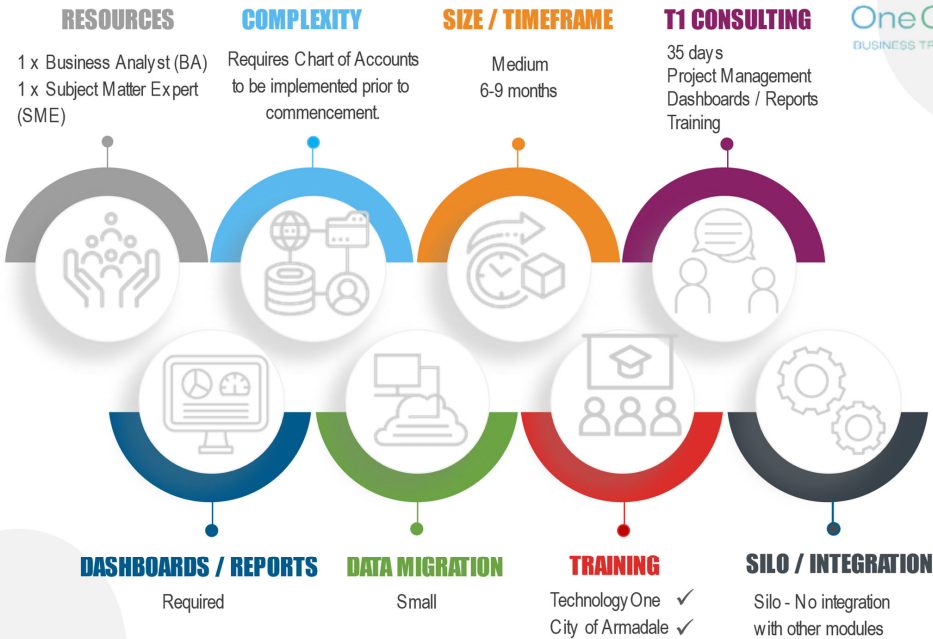 RESOURCES
1 x Business Analyst (BA)
1 x Subject Matter Expert
(SME)
COMPLEXITY
Requires Chart of Accounts
to be implemented prior to
commencement.
SIZE / TIMEFRAME
Medium
6-9 months
T1 CONSULTING
35 days
Project Management
Dashboards / Reports
Training
One
BUSINESS
DASHBOARDS / REPORTS
Required
DATA MIGRATION
Small
TRAINING
Technology One ✓
City of Armadale ✓
SILO / INTEGRATION
Silo - No integration
with other modules